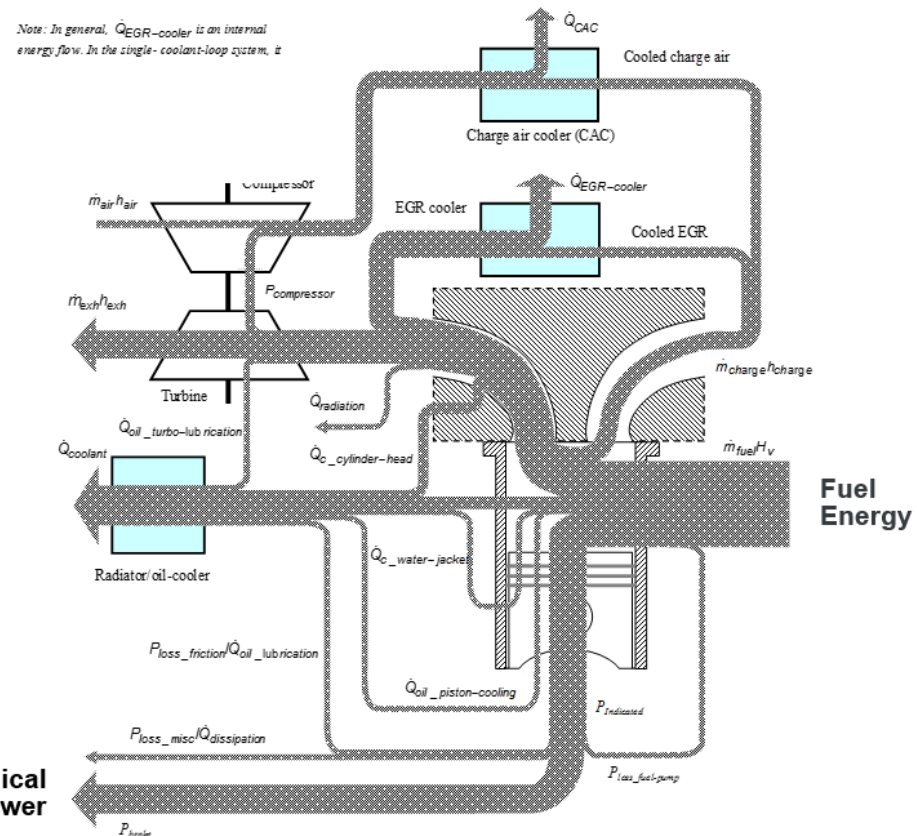 Note: In general, Q̇EGR−cooler is an internal
energy flow. In the single- coolant-loop system, it
Q̇CAC
Cooled charge air
Charge air cooler (CAC)
Compressor
Q̇EGR−cooler
ṁairhair
EGR cooler
Cooled EGR
Pcompressor
ṁexhhexh
ṁchargehcharge
Turbine
Q̇radiation
Q̇oil_turbo−lubrication
Q̇coolant
Q̇c_cylinder−head
ṁfuelHv
Fuel
Energy
Q̇c_water−jacket
Radiator/oil-cooler
Ploss_friction/Q̇oil_lubrication
Q̇oil_piston−cooling
PIndicated
Ploss_misc/Q̇dissipation
Ploss_fuel-pump
ical
wer